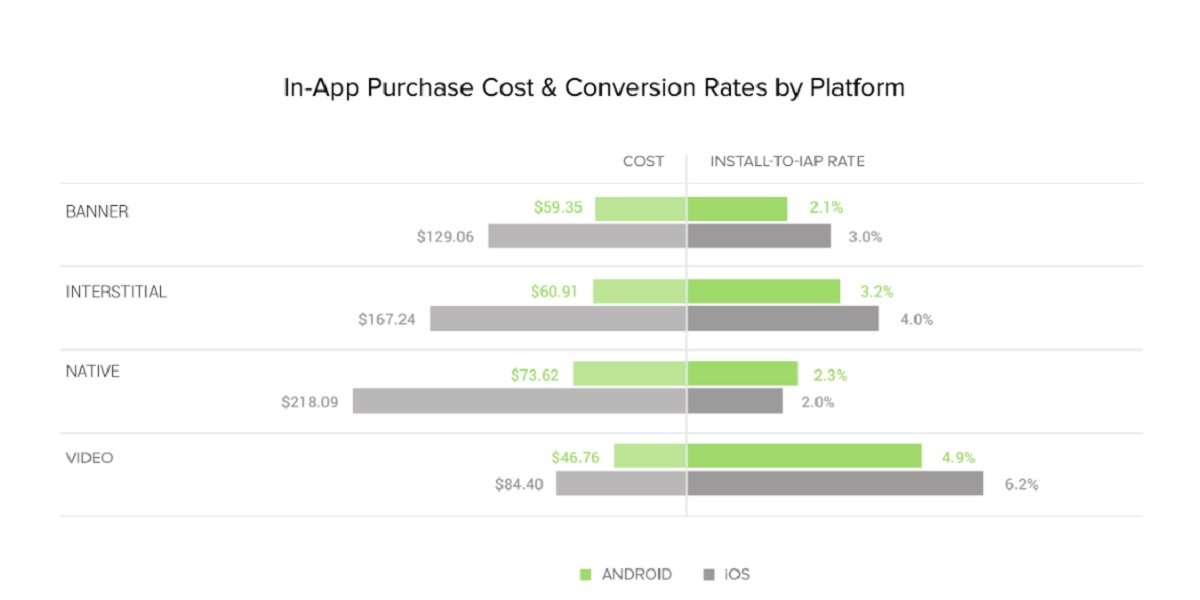 In-App Purchase Cost & Conversion Rates by Platform
COST INSTALL-TO-IAP RATE
BANNER
$59.35 2.1%
$129.06 3.0%
INTERSTITIAL
$60.91 3.2%
$167.24 4.0%
NATIVE
$73.62 2.3%
$218.09 2.0%
VIDEO
$46.76 4.9%
$84.40 6.2%
ANDROID iOS